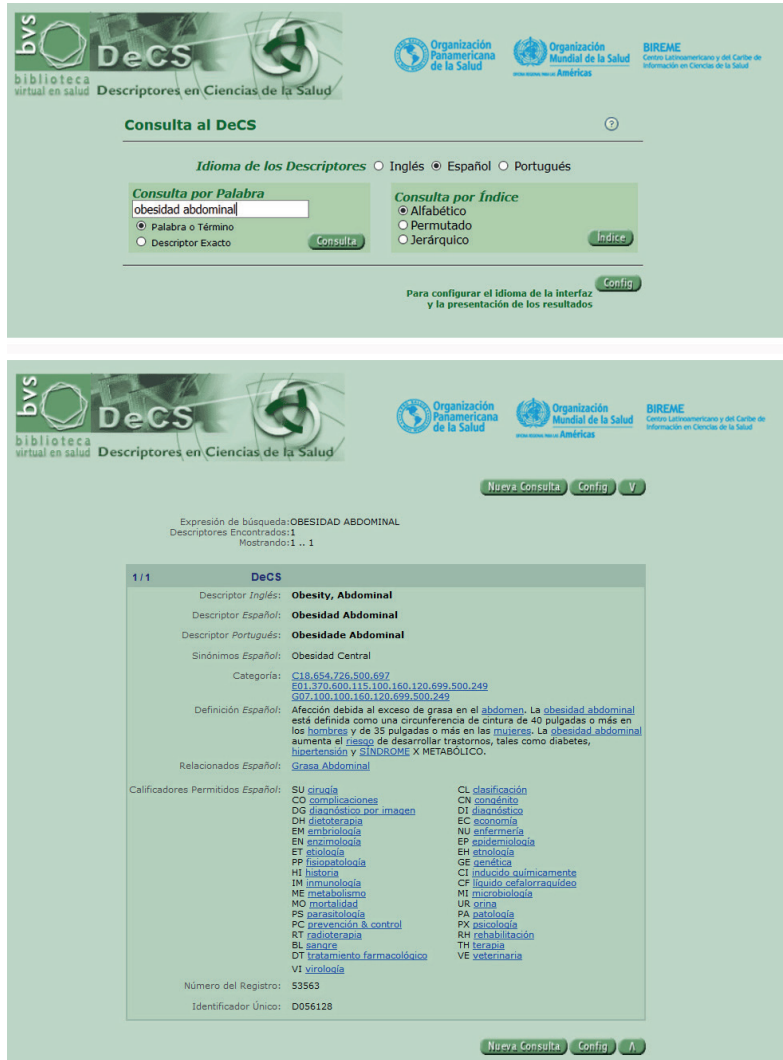 bvs
biblioteca
virtual en salud
DeCS
Descriptores en Ciencias de la Salud
Organización
Panamericana
de la Salud
Organización
Mundial de la Salud
Américas
BIREME
Centro Latinoamericano y del Caribe de
Información en Ciencias de la Salud
Consulta al DeCS
?
Idioma de los Descriptores Inglés Español Portugués
Consulta por Palabra
obesidad abdominal
Palabra o Término
Descriptor Exacto
Consulta
Consulta por Índice
Alfabético
Permutado
Jerárquico
Indice
Config
Para configurar el idioma de la interfaz
y la presentación de los resultados
bvs
biblioteca
virtual en salud
DeCS
Descriptores en Ciencias de la Salud
Organización
Panamericana
de la Salud
Organización
Mundial de la Salud
Américas
BIREME
Centro Latinoamericano y del Caribe de
Información en Ciencias de la Salud
Nueva Consulta Config V
Expresión de búsqueda:OBESIDAD ABDOMINAL
Descriptores Encontrados:1
Mostrando:1 .. 1
1 / 1 DeCS
Descriptor Inglés: Obesity, Abdominal
Descriptor Español: Obesidad Abdominal
Descriptor Portugués: Obesidade Abdominal
Sinónimos Español: Obesidad Central
Categoría: C18.654.726.500.697
E01.370.600.115.100.160.120.699.500.249
G07.100.100.160.120.699.500.249
Definición Español: Afección debida al exceso de grasa en el abdomen. La obesidad abdominal
está definida como una circunferencia de cintura de 40 pulgadas o más en
los hombres y de 35 pulgadas o más en las mujeres. La obesidad abdominal
aumenta el riesgo de desarrollar trastornos, tales como diabetes,
hipertensión y SÍNDROME X METABÓLICO.
Relacionados Español: Grasa Abdominal
Calificadores Permitidos Español: SU cirugía CL clasificación
CO complicaciones CN congénito
DG diagnóstico por imagen DI diagnóstico
DH dietoterapia EC economía
EM embriología NU enfermería
EN enzimología EP epidemiología
ET etiología EH etnología
PP fisiopatología GE genética
HI historia CI inducido químicamente
IM inmunología CF líquido cefalorraquídeo
ME metabolismo MI microbiología
MO mortalidad UR orina
PS parasitología PA patología
PC prevención & control PX psicología
RT radioterapia RH rehabilitación
BL sangre TH terapia
DT tratamiento farmacológico VE veterinaria
VI virología
Número del Registro: 53563
Identificador Único: D056128
Nueva Consulta Config Λ